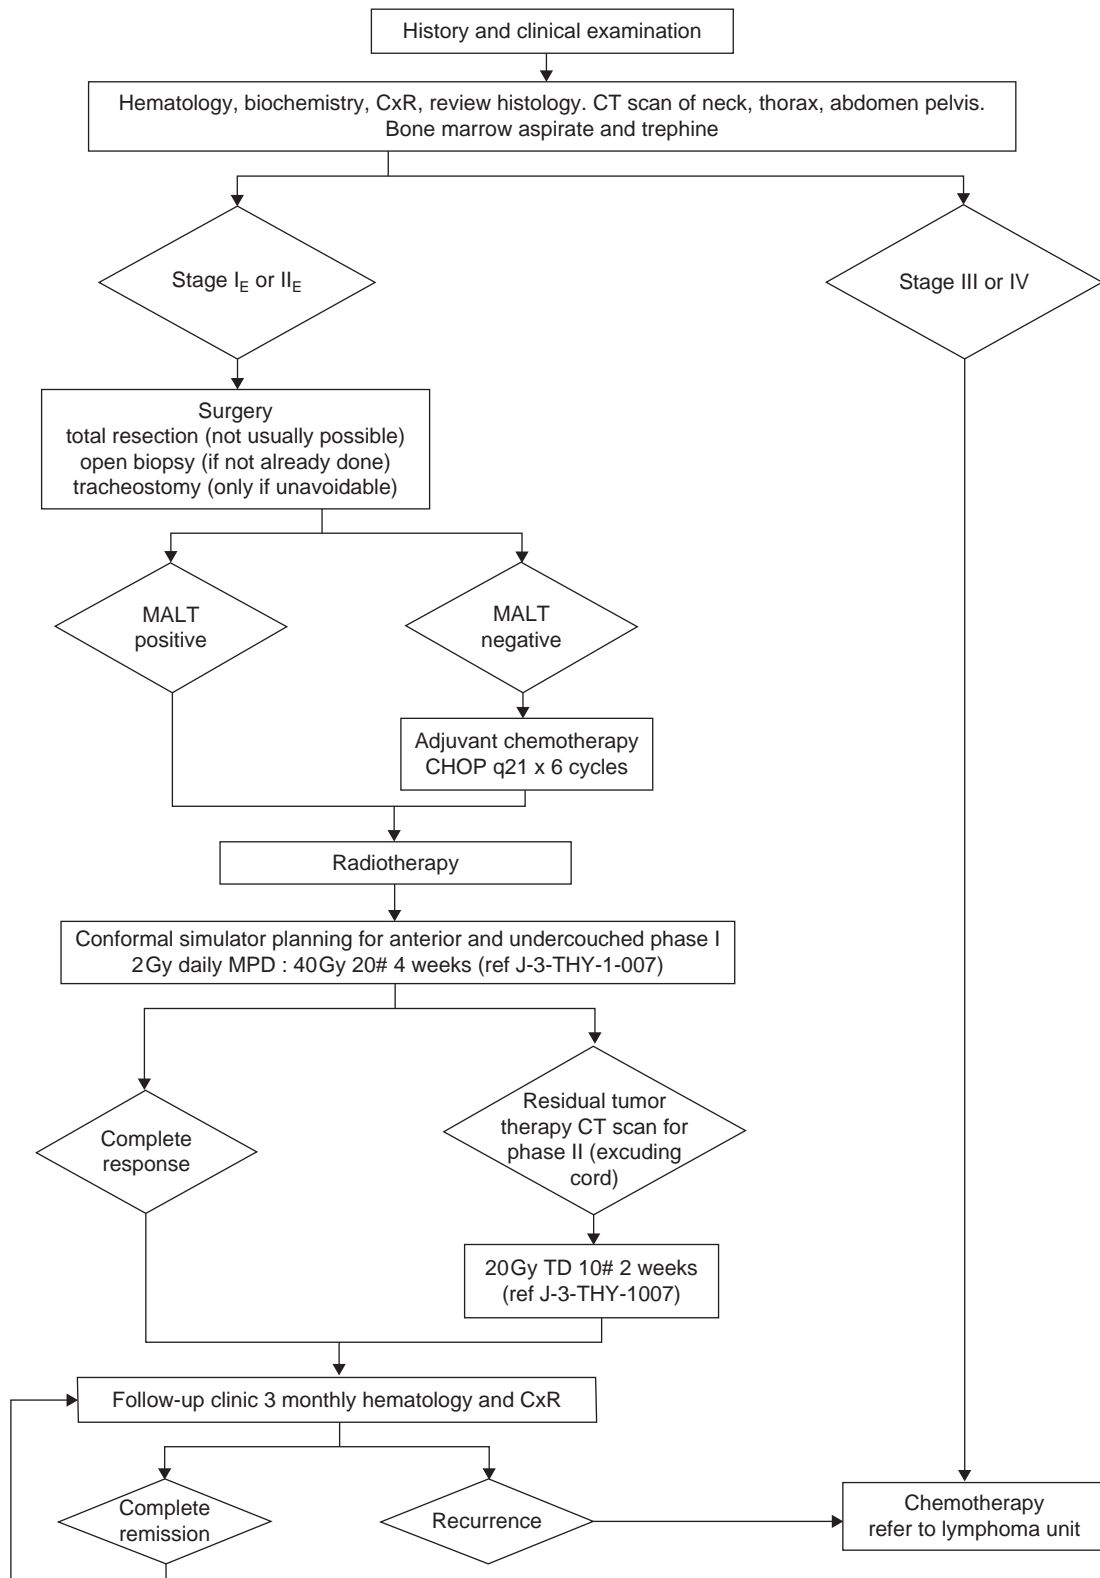 History and clinical examination
Hematology, biochemistry, CxR, review histology. CT scan of neck, thorax, abdomen pelvis.
Bone marrow aspirate and trephine
Stage I_E or II_E
Stage III or IV
Surgery
total resection (not usually possible)
open biopsy (if not already done)
tracheostomy (only if unavoidable)
MALT
positive
MALT
negative
Adjuvant chemotherapy
CHOP q21 x 6 cycles
Radiotherapy
Conformal simulator planning for anterior and undercouched phase I
2Gy daily MPD : 40Gy 20# 4 weeks (ref J-3-THY-1-007)
Complete
response
Residual tumor
therapy CT scan for
phase II (excuding
cord)
20Gy TD 10# 2 weeks
(ref J-3-THY-1007)
Follow-up clinic 3 monthly hematology and CxR
Complete
remission
Recurrence
Chemotherapy
refer to lymphoma unit